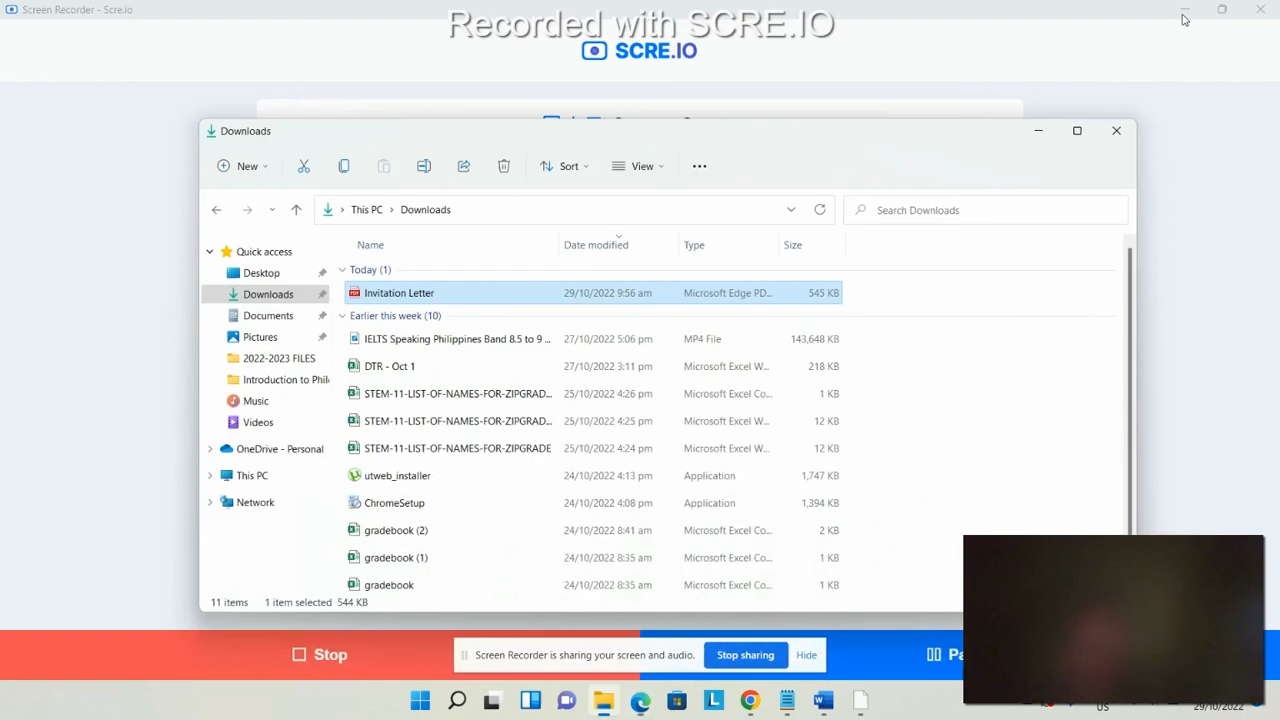 Screen Recorder - Scre.io
Recorded with SCRE.IO
SCRE.IO
Downloads
New
Sort
View
This PC > Downloads
Search Downloads
Name Date modified Type Size
Quick access
Desktop
Downloads
Documents
Pictures
2022-2023 FILES
Introduction to Phil
Music
Videos
OneDrive - Personal
This PC
Network
Today (1)
Invitation Letter 29/10/2022 9:56 am Microsoft Edge PD... 545 KB
Earlier this week (10)
IELTS Speaking Philippines Band 8.5 to 9 ... 27/10/2022 5:06 pm MP4 File 143,648 KB
DTR - Oct 1 27/10/2022 3:11 pm Microsoft Excel W... 218 KB
STEM-11-LIST-OF-NAMES-FOR-ZIPGRAD... 25/10/2022 4:26 pm Microsoft Excel Co... 1 KB
STEM-11-LIST-OF-NAMES-FOR-ZIPGRAD... 25/10/2022 4:25 pm Microsoft Excel W... 12 KB
STEM-11-LIST-OF-NAMES-FOR-ZIPGRADE 25/10/2022 4:24 pm Microsoft Excel W... 12 KB
utweb_installer 24/10/2022 4:13 pm Application 1,747 KB
ChromeSetup 24/10/2022 4:08 pm Application 1,394 KB
gradebook (2) 24/10/2022 8:41 am Microsoft Excel Co... 2 KB
gradebook (1) 24/10/2022 8:35 am Microsoft Excel Co... 1 KB
gradebook 24/10/2022 8:35 am Microsoft Excel Co... 1 KB
11 items 1 item selected 544 KB
Stop
Screen Recorder is sharing your screen and audio.
Stop sharing
Hide
Pa
US
29/10/2022